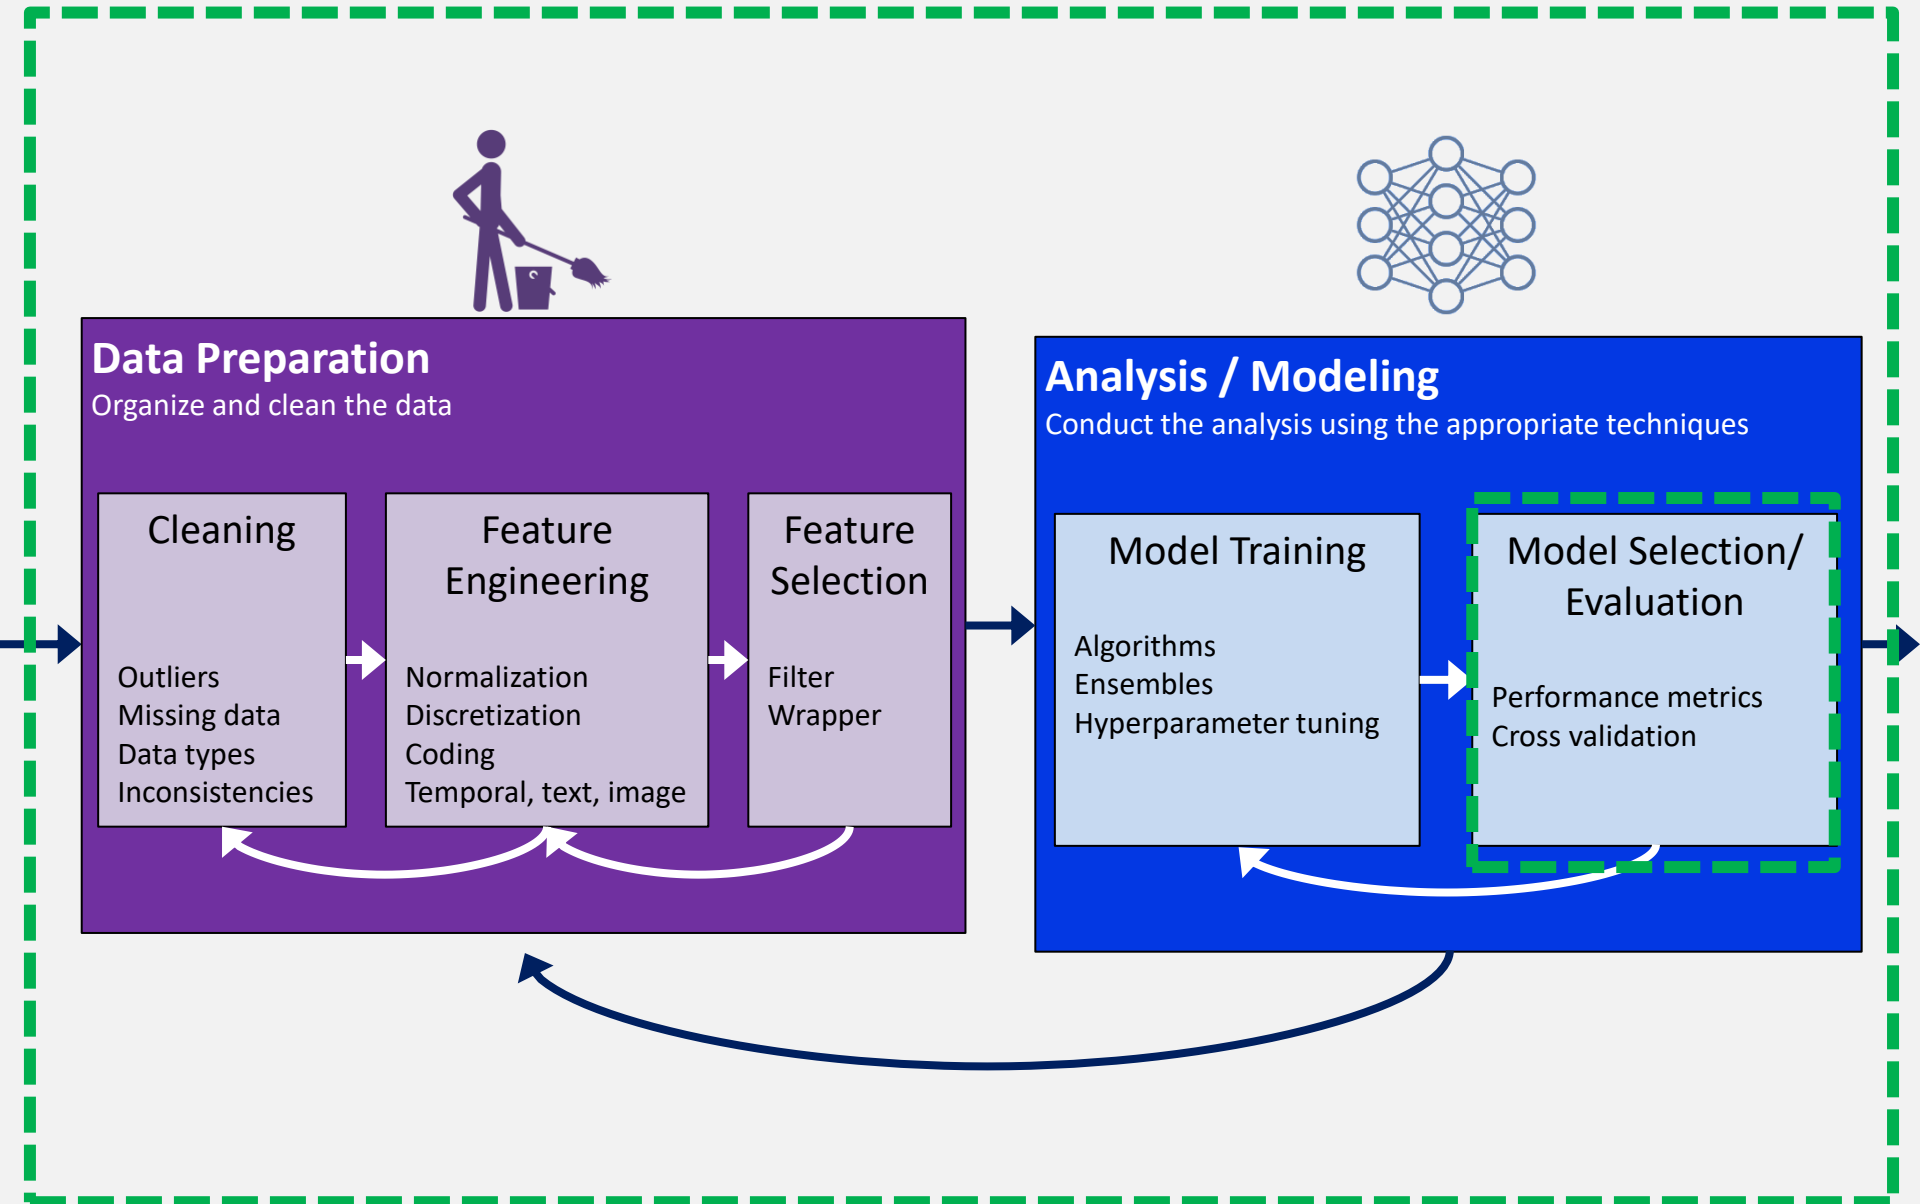 Data Preparation
Organize and clean the data
Cleaning
Outliers
Missing data
Data types
Inconsistencies
Feature
Engineering
Normalization
Discretization
Coding
Temporal, text, image
Feature
Selection
Filter
Wrapper
Analysis / Modeling
Conduct the analysis using the appropriate techniques
Model Training
Algorithms
Ensembles
Hyperparameter tuning
Model Selection/
Evaluation
Performance metrics
Cross validation